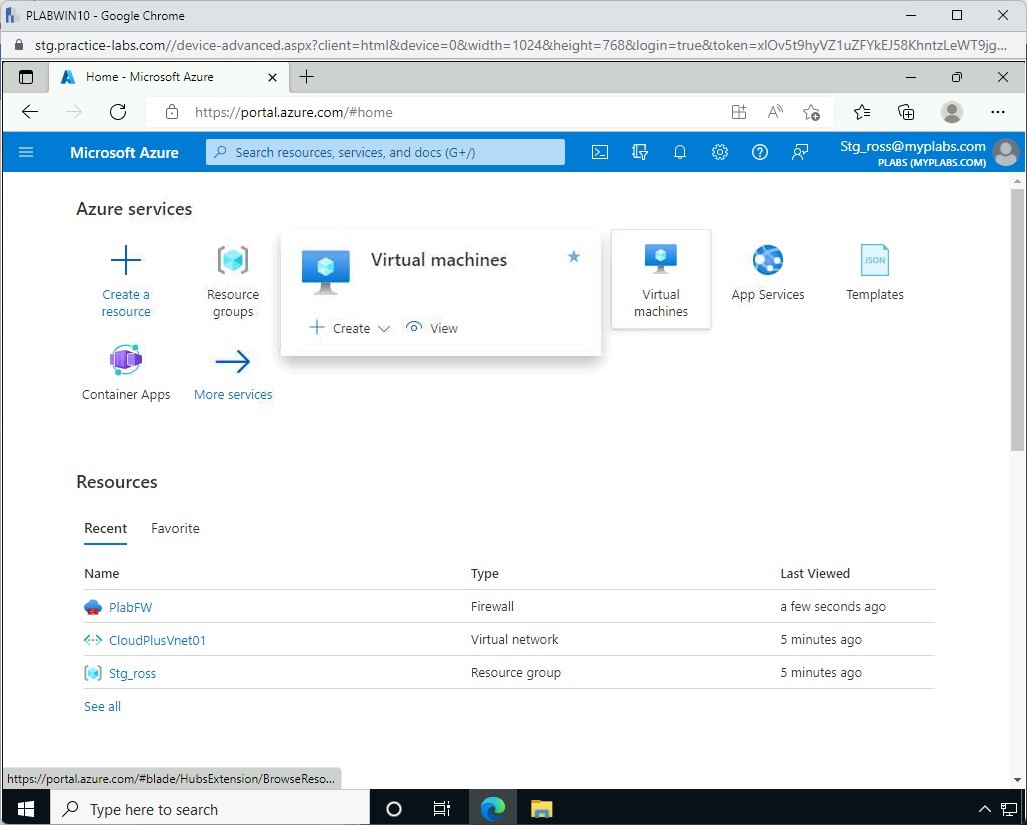 PLABWIN10 - Google Chrome
stg.practice-labs.com//device-advanced.aspx?client=html&device=0&width=1024&height=768&login=true&token=xlOv5t9hyVZ1uZFYkEJ58KhntzLeWT9jg...
Home - Microsoft Azure
https://portal.azure.com/#home
Microsoft Azure
Search resources, services, and docs (G+/)
Stg_ross@myplabs.com
PLABS (MYPLABS.COM)
Azure services
Create a resource
Resource groups
Virtual machines
Create
View
Virtual machines
App Services
JSON
Templates
Container Apps
More services
Resources
Recent Favorite
Name Type Last Viewed
PlabFW Firewall a few seconds ago
CloudPlusVnet01 Virtual network 5 minutes ago
Stg_ross Resource group 5 minutes ago
See all
https://portal.azure.com/#blade/HubsExtension/BrowseReso...
Type here to search